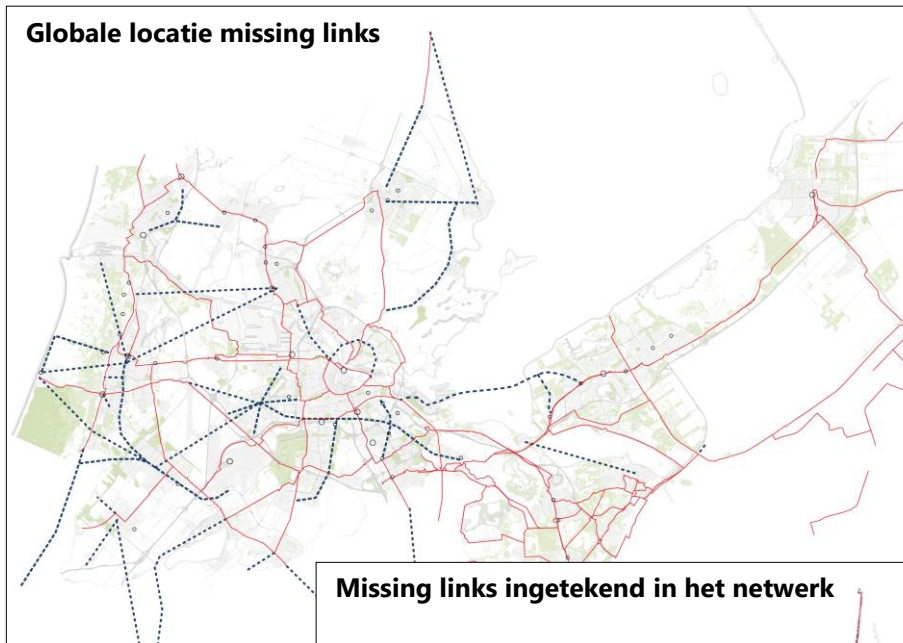 Globale locatie missing links
Missing links ingetekend in het netwerk